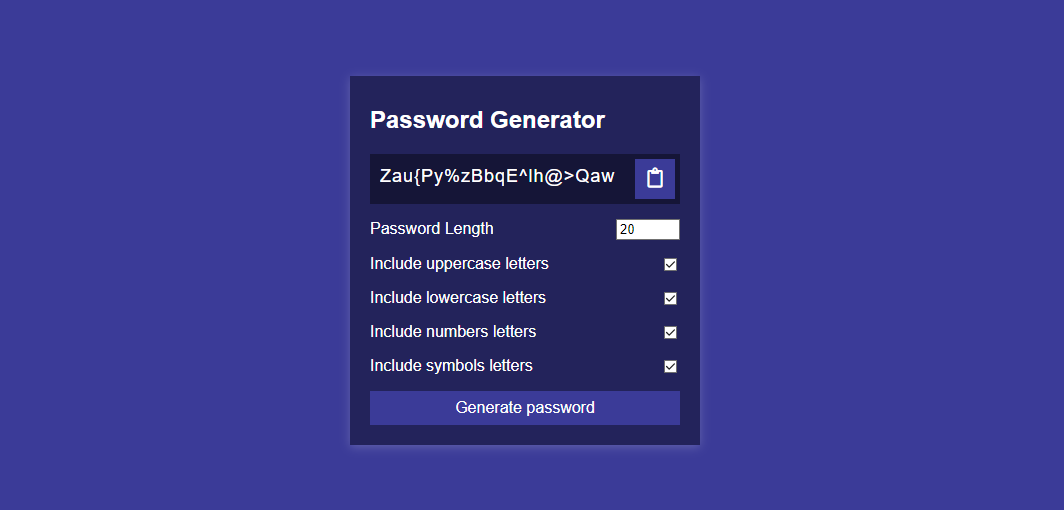 Password Generator
Zau{Py%zBbqE^lh@>Qaw
Password Length
20
Include uppercase letters
Include lowercase letters
Include numbers letters
Include symbols letters
Generate password